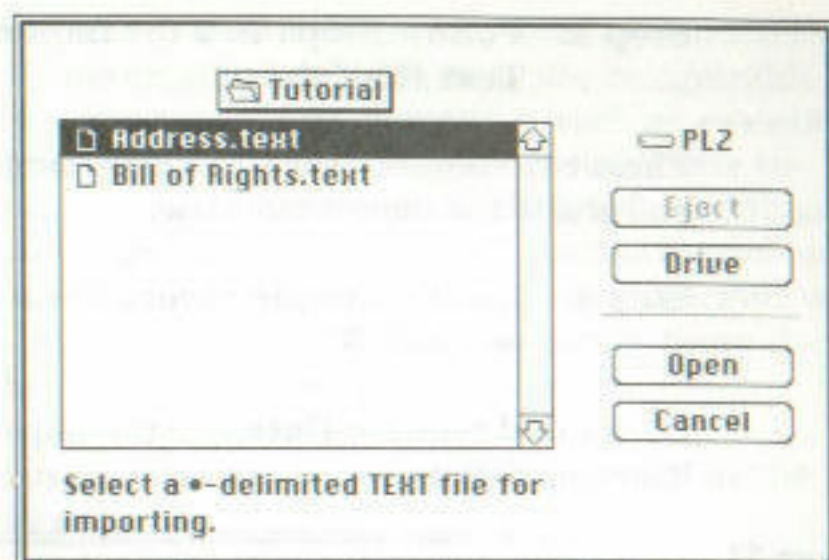 Tutorial
Address.text
Bill of Rights.text
PL2
Eject
Drive
Open
Cancel
Select a •-delimited TEXT file for
importing.